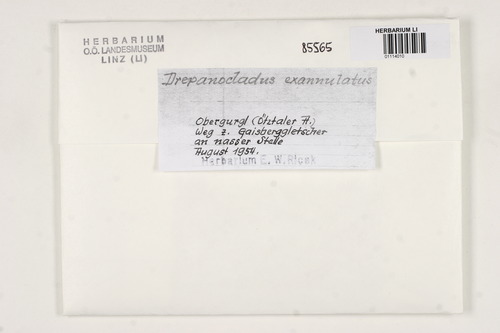 HERBARIUM
O.Ö. LANDESMUSEUM
LINZ (LI)
85565
HERBARIUM LI
01114010
Drepanocladus exannulatus
Obergurgl (Ötztaler A.)
Weg z. Gaisberggletscher
an nasser Stelle
August 1954.
Herbarium E. W. Ricek